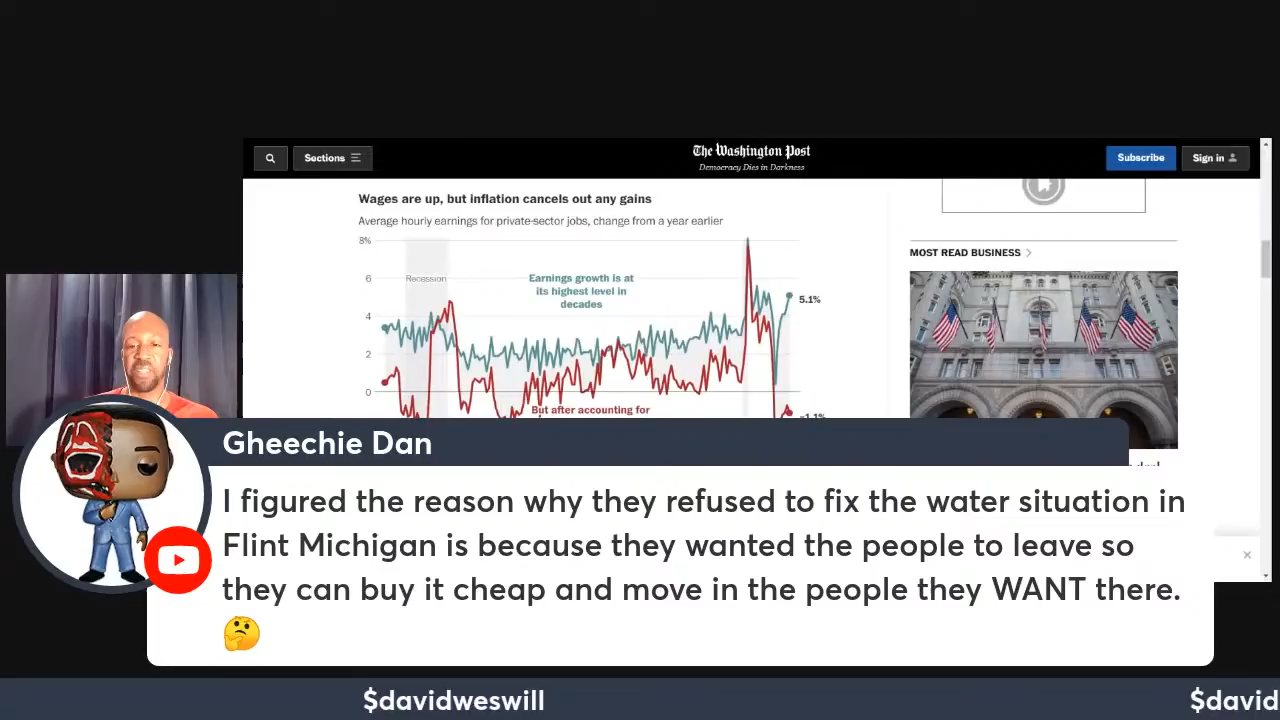 Sections
The Washington Post
Democracy Dies in Darkness
Subscribe
Sign in
Wages are up, but inflation cancels out any gains
Average hourly earnings for private-sector jobs, change from a year earlier
8%
6
4
2
0
Recession
Earnings growth is at
its highest level in
decades
5.1%
But after accounting for
-1.1%
MOST READ BUSINESS
Gheechie Dan
I figured the reason why they refused to fix the water situation in
Flint Michigan is because they wanted the people to leave so
they can buy it cheap and move in the people they WANT there.
🤔
$davidweswill
$david